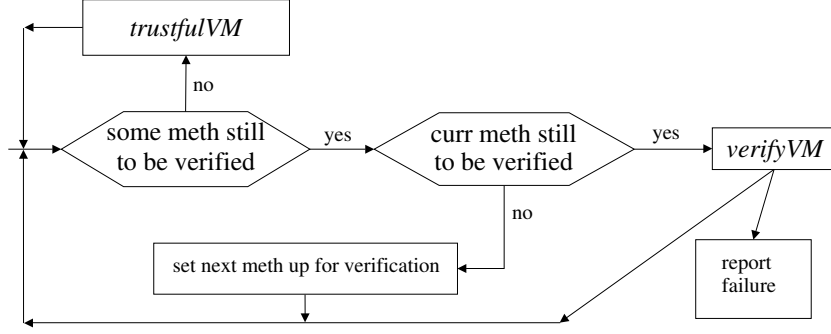 trustfulVM
no
some meth still
to be verified
yes
curr meth still
to be verified
yes
verifyVM
no
set next meth up for verification
report
failure